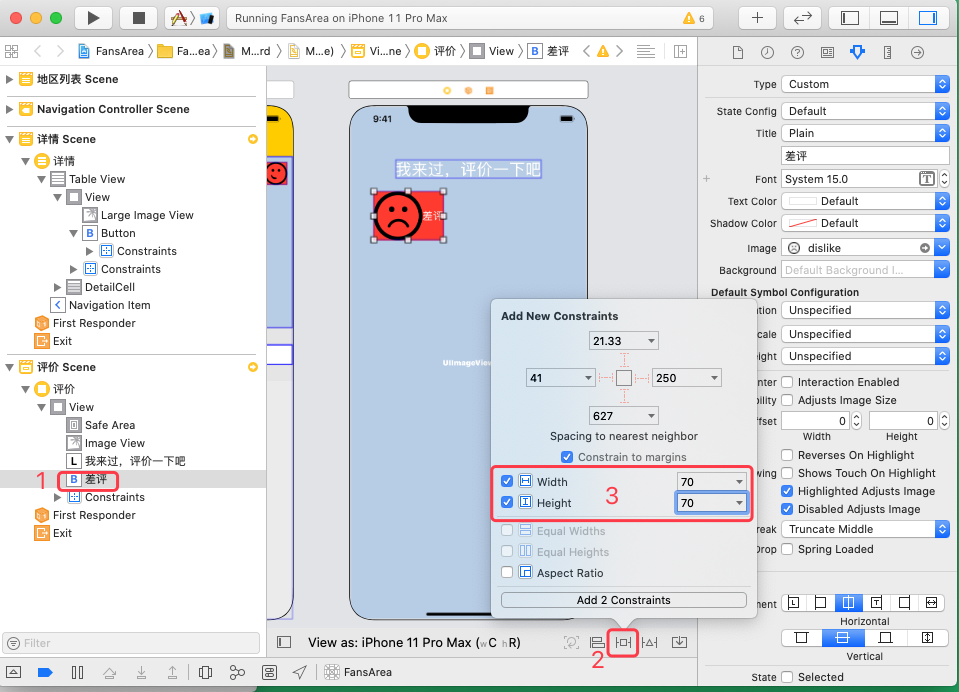 Running FansArea on iPhone 11 Pro Max
6
FansArea
Fa...ea
M...rd
M...e)
Vi...ne
评价
View
B
差评
地区列表 Scene
Navigation Controller Scene
详情 Scene
详情
Table View
View
Large Image View
B Button
Constraints
Constraints
DetailCell
Navigation Item
First Responder
Exit
评价 Scene
评价
View
Safe Area
Image View
L 我来过，评价一下吧
1
B 差评
Constraints
First Responder
Exit
Filter
9:41
我来过，评价一下吧
差评
UIImageView
Add New Constraints
21.33
41
250
627
Spacing to nearest neighbor
Constrain to margins
Width 70
Height 70
3
Equal Widths
Equal Heights
Aspect Ratio
Add 2 Constraints
View as: iPhone 11 Pro Max (wC hR)
2
FansArea
Type Custom
State Config Default
Title Plain
差评
Font System 15.0
Text Color Default
Shadow Color Default
Image dislike
Background Default Background I...
Default Symbol Configuration
Unspecified
Unspecified
Unspecified
Interaction Enabled
Adjusts Image Size
0 0
Width Height
Reverses On Highlight
Shows Touch On Highlight
Highlighted Adjusts Image
Disabled Adjusts Image
Truncate Middle
Spring Loaded
Horizontal
Vertical
State Selected